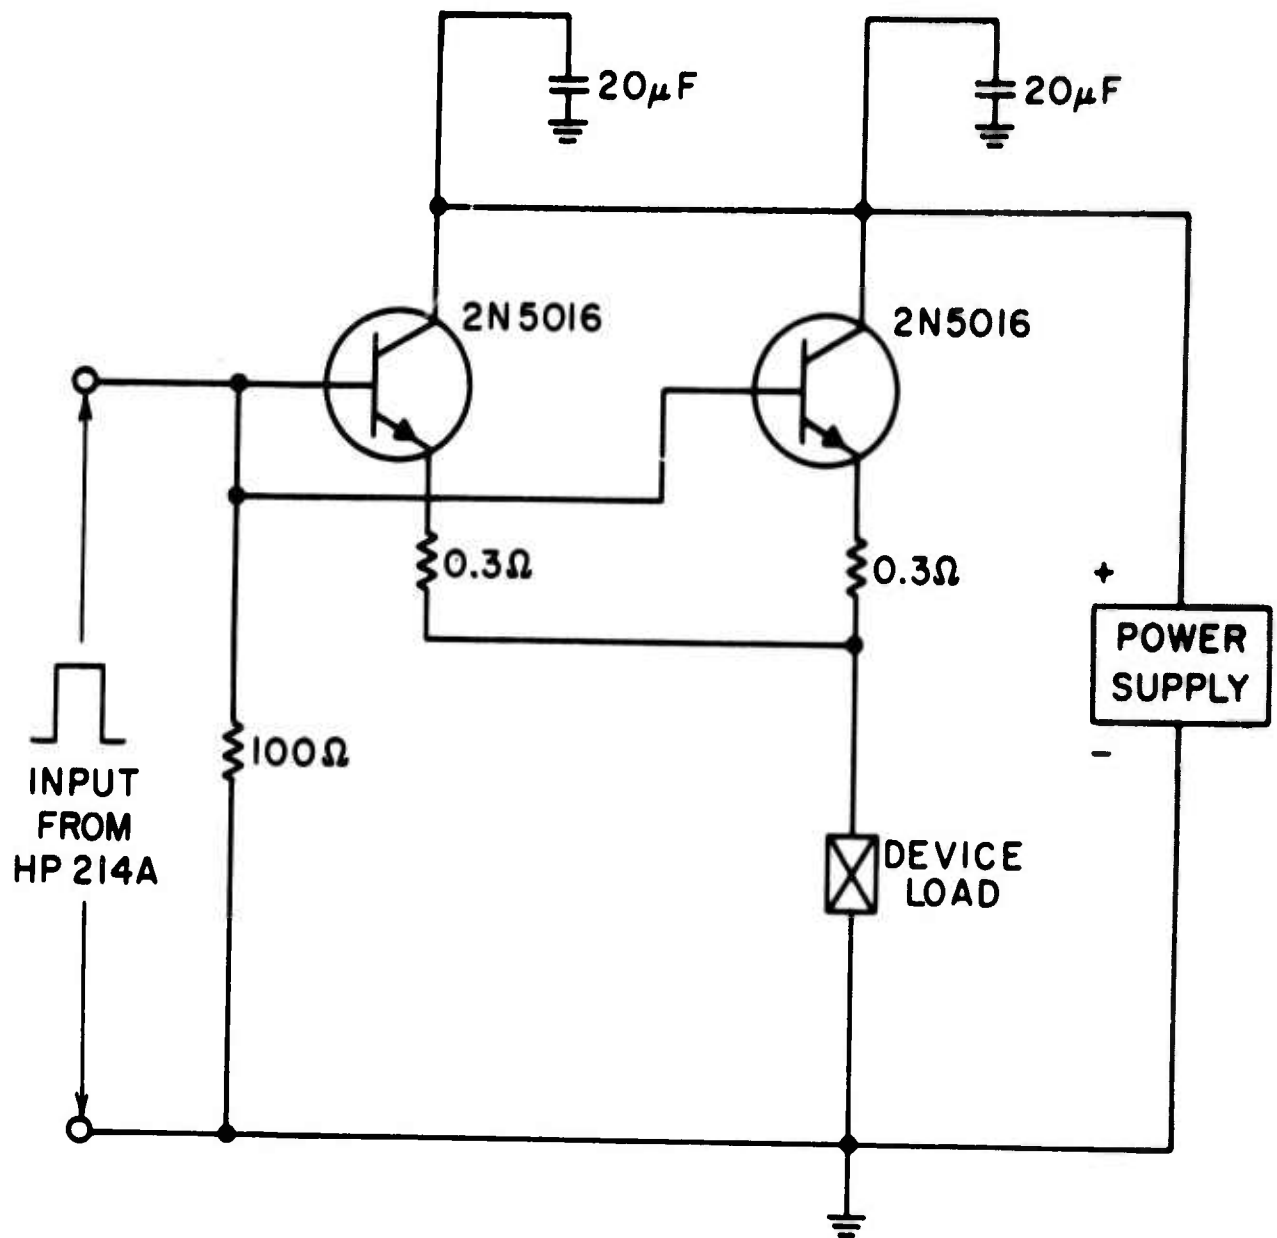 20µF
20µF
2N5016
2N5016
0.3Ω
0.3Ω
+
POWER
SUPPLY
−
100Ω
INPUT
FROM
HP 214A
DEVICE
LOAD